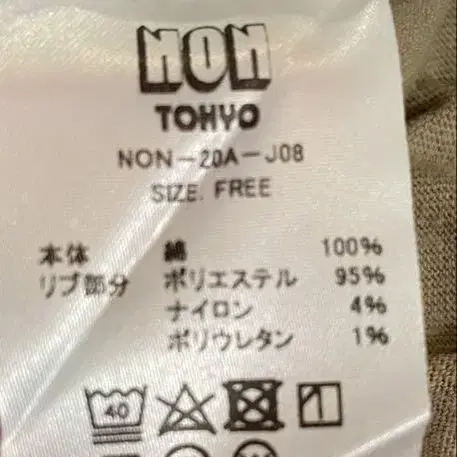 NON
TOKYO
NON-20A-J08
SIZE. FREE
本体 綿 100%
リブ部分 ポリエステル 95%
ナイロン 4%
ポリウレタン 1%
40